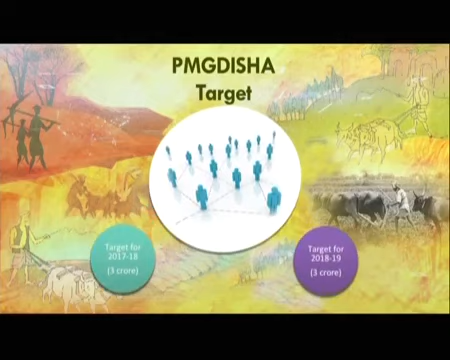 PMGDISHA
Target
Target for
2017-18
(3 crore)
Target for
2018-19
(3 crore)